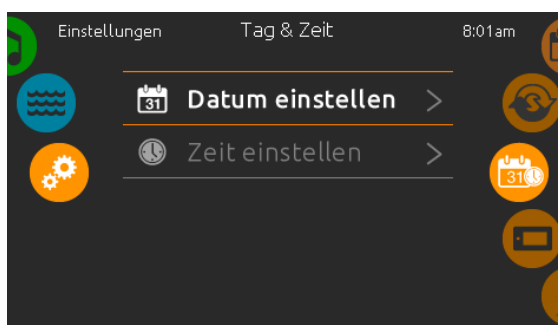 Einstellungen Tag & Zeit 8:01am
31 Datum einstellen >
Zeit einstellen >
31